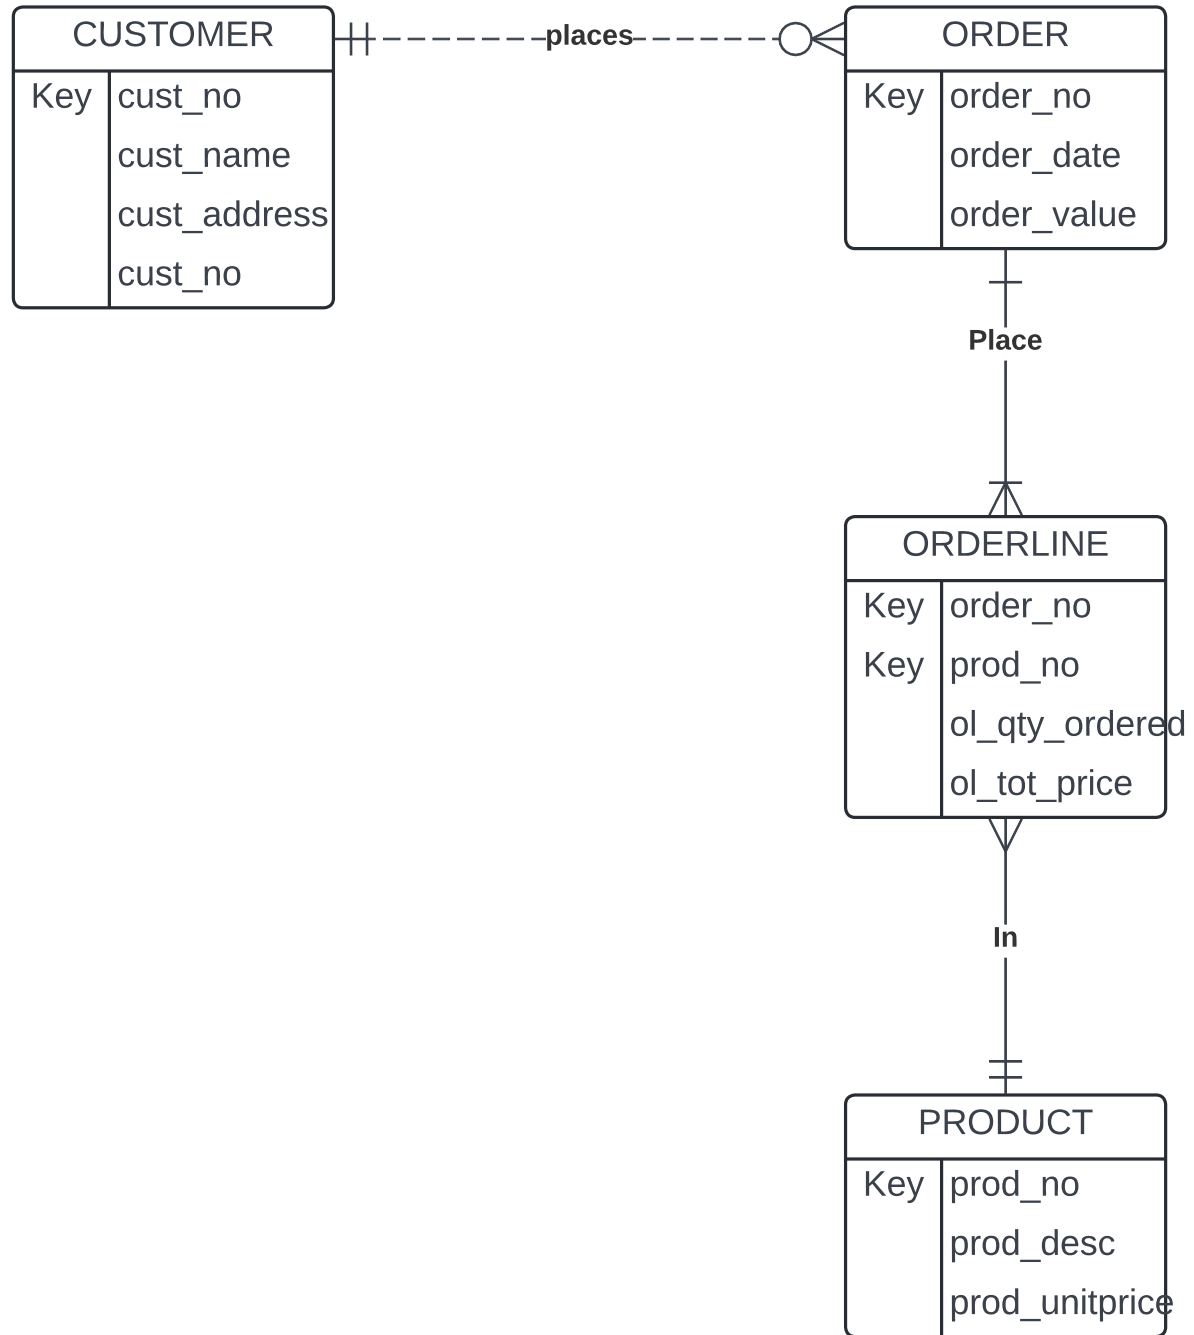 CUSTOMER
Key cust_no
cust_name
cust_address
cust_no
places
ORDER
Key order_no
order_date
order_value
Place
ORDERLINE
Key order_no
Key prod_no
ol_qty_ordered
ol_tot_price
In
PRODUCT
Key prod_no
prod_desc
prod_unitprice